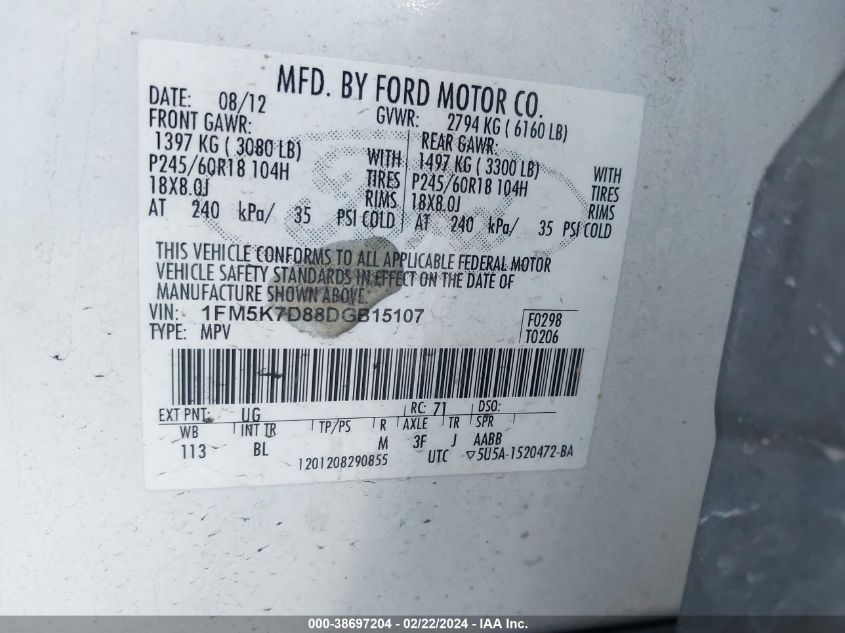 MFD. BY FORD MOTOR CO.
DATE: 08/12 GVWR: 2794 KG ( 6160 LB)
FRONT GAWR: REAR GAWR:
1397 KG ( 3080 LB) WITH 1497 KG ( 3300 LB) WITH
P245/60R18 104H TIRES P245/60R18 104H TIRES
18X8.0J RIMS 18X8.0J RIMS
AT 240 kPa/ 35 PSI COLD AT 240 kPa/ 35 PSI COLD
THIS VEHICLE CONFORMS TO ALL APPLICABLE FEDERAL MOTOR
VEHICLE SAFETY STANDARDS IN EFFECT ON THE DATE OF
MANUFACTURE SHOWN ABOVE.
VIN: 1FM5K7D88DGB15107 F0298
TYPE: MPV T0206
EXT PNT: UG RC: 71 DSO:
WB INT TR TP/PS R AXLE TR SPR
113 BL M 3F J AABB
1201208290855 UTC ▽5U5A-1520472-BA
000-38697204 - 02/22/2024 - IAA Inc.